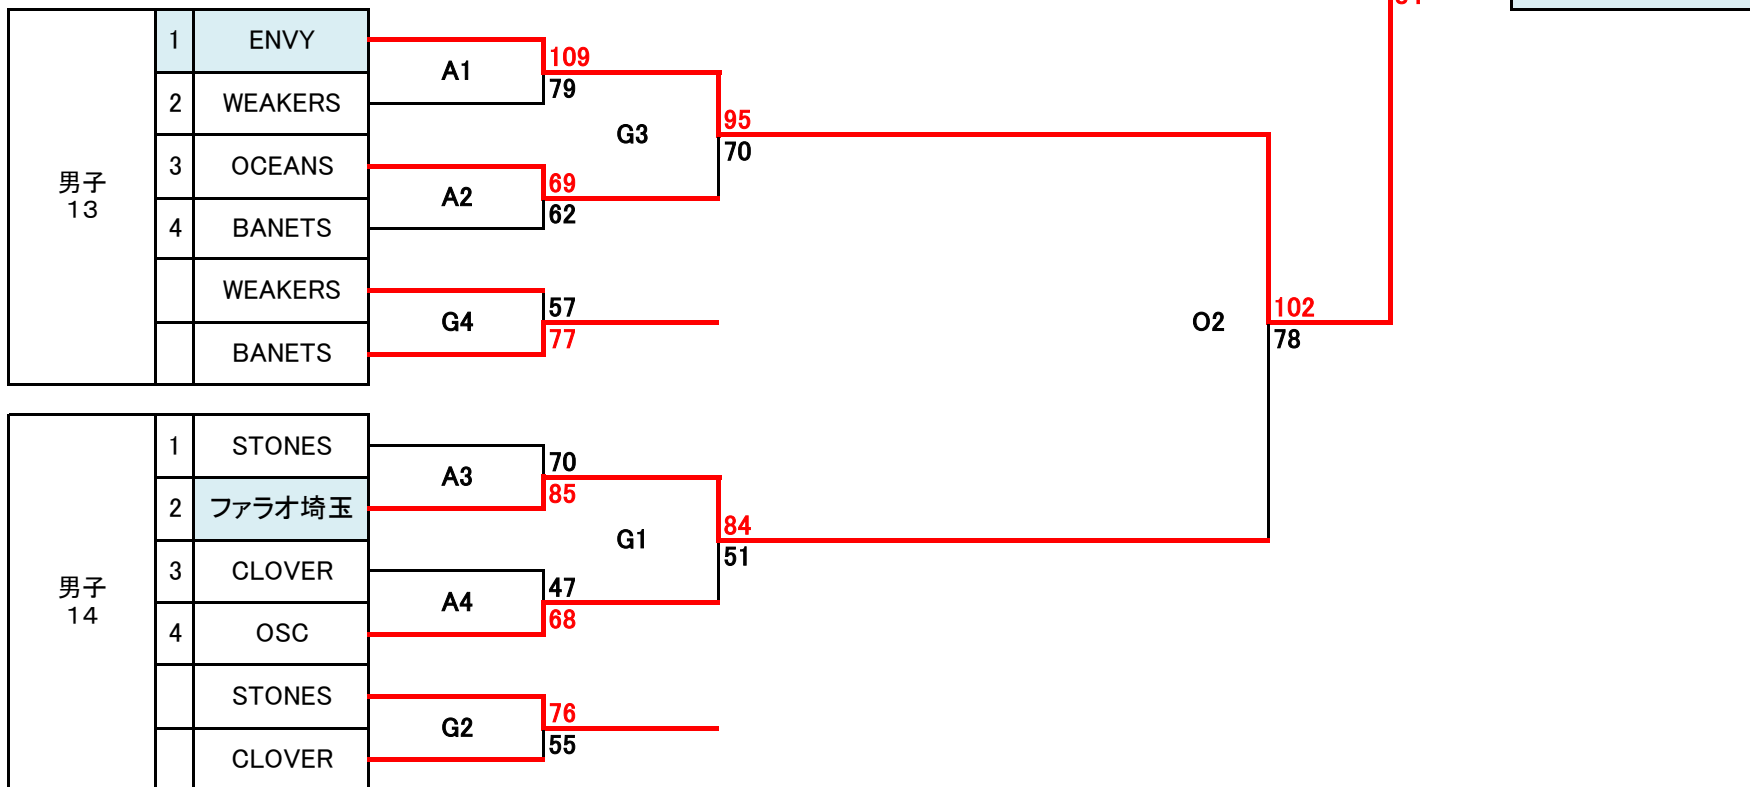 1 ENVY
A1
109
79
2 WEAKERS
G3
95
70
3 OCEANS
A2
69
62
4 BANETS
男子
13
WEAKERS
G4
57
77
BANETS
O2
102
78
1 STONES
A3
70
85
2 ファラオ埼玉
G1
84
51
3 CLOVER
A4
47
68
4 OSC
男子
14
STONES
G2
76
55
CLOVER